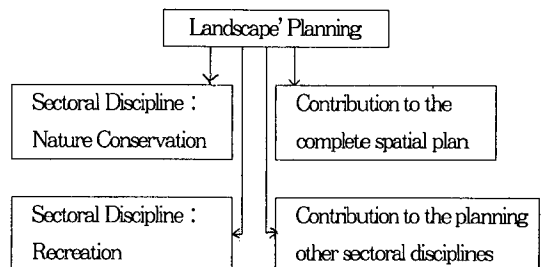 Landscape' Planning
Sectoral Discipline :
Nature Conservation
Contribution to the
complete spatial plan
Sectoral Discipline :
Recreation
Contribution to the planning
other sectoral disciplines